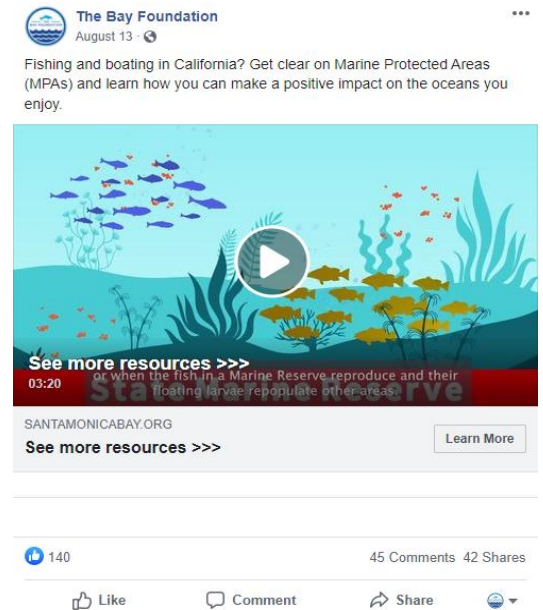 The Bay Foundation
August 13 ·
Fishing and boating in California? Get clear on Marine Protected Areas
(MPAs) and learn how you can make a positive impact on the oceans you
enjoy.
See more resources >>>
03:20
or when the fish in a Marine Reserve reproduce and their
floating larvae repopulate other areas.
State Marine Reserve
SANTAMONICABAY.ORG
See more resources >>>
Learn More
140
45 Comments 42 Shares
Like
Comment
Share